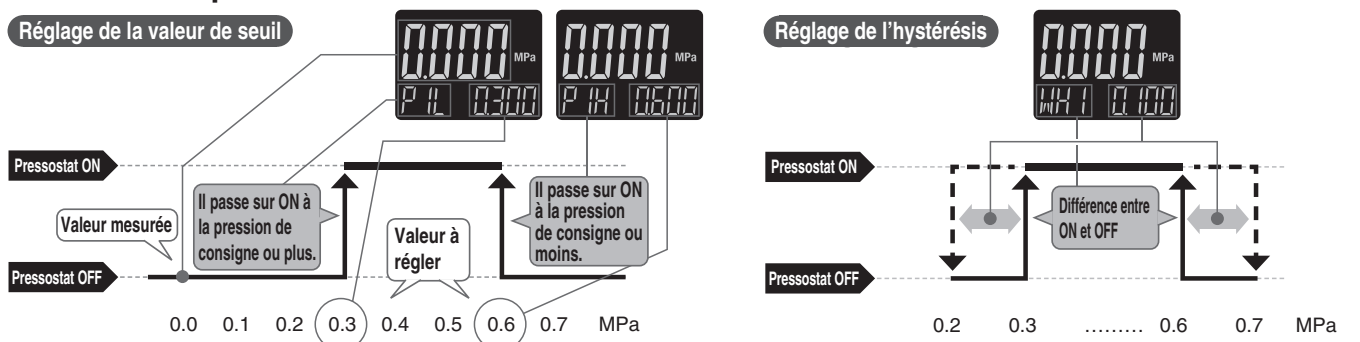 Réglage de la valeur de seuil
0.000 MPa
P 1L 0.300
0.000 MPa
P 1H 0.600
Pressostat ON
Il passe sur ON à
la pression de
consigne ou plus.
Il passe sur ON
à la pression
de consigne ou
moins.
Valeur mesurée
Valeur à
régler
Pressostat OFF
0.0 0.1 0.2 0.3 0.4 0.5 0.6 0.7 MPa
Réglage de l’hystérésis
0.000 MPa
WH1 0.100
Pressostat ON
Différence entre
ON et OFF
Pressostat OFF
0.2 0.3 ......... 0.6 0.7 MPa